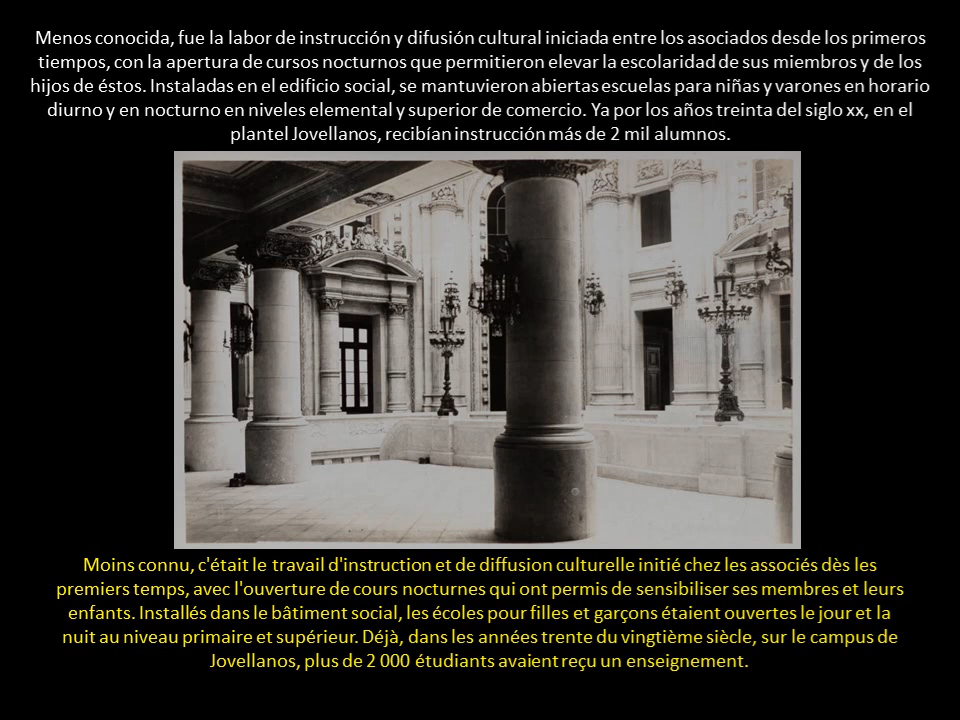 Menos conocida, fue la labor de instrucción y difusión cultural iniciada entre los asociados desde los primeros
tiempos, con la apertura de cursos nocturnos que permitieron elevar la escolaridad de sus miembros y de los
hijos de éstos. Instaladas en el edificio social, se mantuvieron abiertas escuelas para niñas y varones en horario
diurno y en nocturno en niveles elemental y superior de comercio. Ya por los años treinta del siglo xx, en el
plantel Jovellanos, recibían instrucción más de 2 mil alumnos.
Moins connu, c'était le travail d'instruction et de diffusion culturelle initié chez les associés dès les
premiers temps, avec l'ouverture de cours nocturnes qui ont permis de sensibiliser ses membres et leurs
enfants. Installés dans le bâtiment social, les écoles pour filles et garçons étaient ouvertes le jour et la
nuit au niveau primaire et supérieur. Déjà, dans les années trente du vingtième siècle, sur le campus de
Jovellanos, plus de 2 000 étudiants avaient reçu un enseignement.